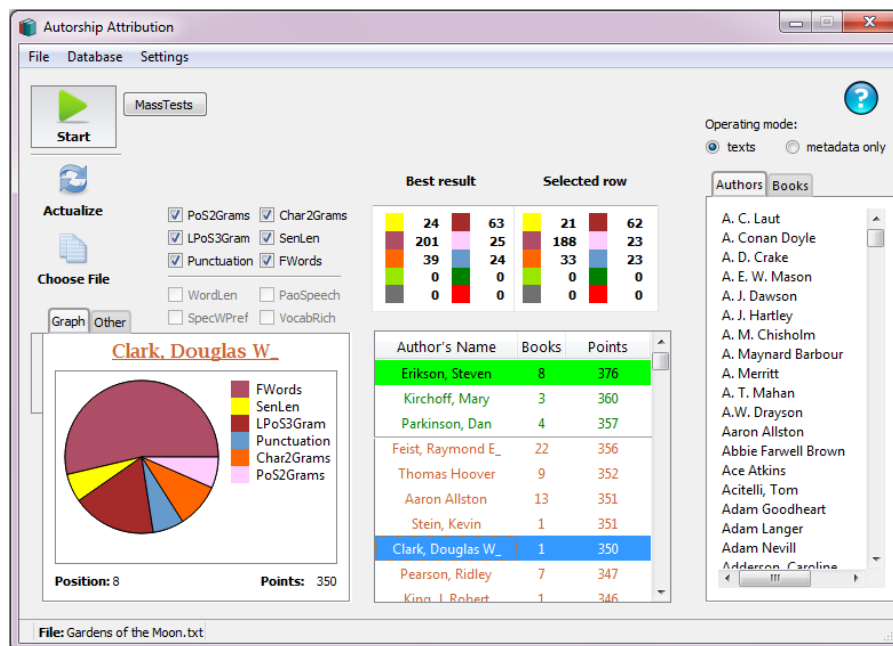 Autorship Attribution
File Database Settings
MassTests
Start
Operating mode:
texts metadata only
Actualize
Best result Selected row
Authors Books
PoS2Grams Char2Grams
LPoS3Gram SenLen
Punctuation FWords
24 63 21 62
201 25 188 23
39 24 33 23
0 0 0 0
0 0 0 0
Choose File
WordLen PaoSpeech
SpecWPref VocabRich
Graph Other
Clark, Douglas W_
FWords
SenLen
LPoS3Gram
Punctuation
Char2Grams
PoS2Grams
Position: 8 Points: 350
Author's Name Books Points
Erikson, Steven 8 376
Kirchoff, Mary 3 360
Parkinson, Dan 4 357
Feist, Raymond E_ 22 356
Thomas Hoover 9 352
Aaron Allston 13 351
Stein, Kevin 1 351
Clark, Douglas W_ 1 350
Pearson, Ridley 7 347
King, J. Robert 1 346
A. C. Laut
A. Conan Doyle
A. D. Crake
A. E. W. Mason
A. J. Dawson
A. J. Hartley
A. M. Chisholm
A. Maynard Barbour
A. Merritt
A. T. Mahan
A.W. Drayson
Aaron Allston
Abbie Farwell Brown
Ace Atkins
Acitelli, Tom
Adam Goodheart
Adam Langer
Adam Nevill
Adderson, Caroline
File: Gardens of the Moon.txt